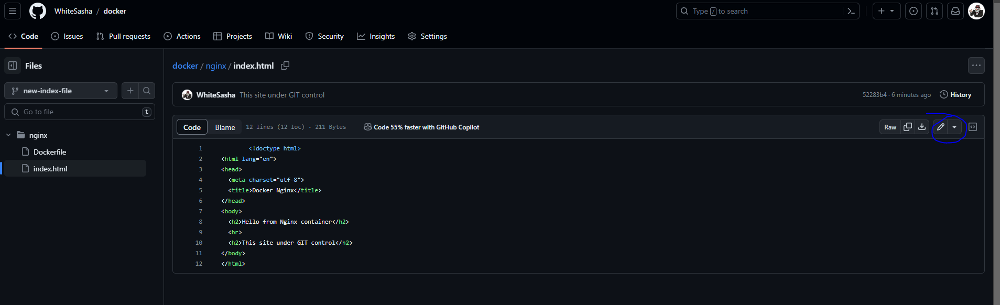 WhiteSasha / docker
Type / to search
Code Issues Pull requests Actions Projects Wiki Security Insights Settings
Files
new-index-file
Go to file t
nginx
Dockerfile
index.html
docker / nginx / index.html
WhiteSasha This site under GIT control
52283b4 · 6 minutes ago History
Code Blame 12 lines (12 loc) · 211 Bytes Code 55% faster with GitHub Copilot Raw
1 <!doctype html>
2 <html lang="en">
3 <head>
4 <meta charset="utf-8">
5 <title>Docker Nginx</title>
6 </head>
7 <body>
8 <h2>Hello from Nginx container</h2>
9 <br>
10 <h2>This site under GIT control</h2>
11 </body>
12 </html>